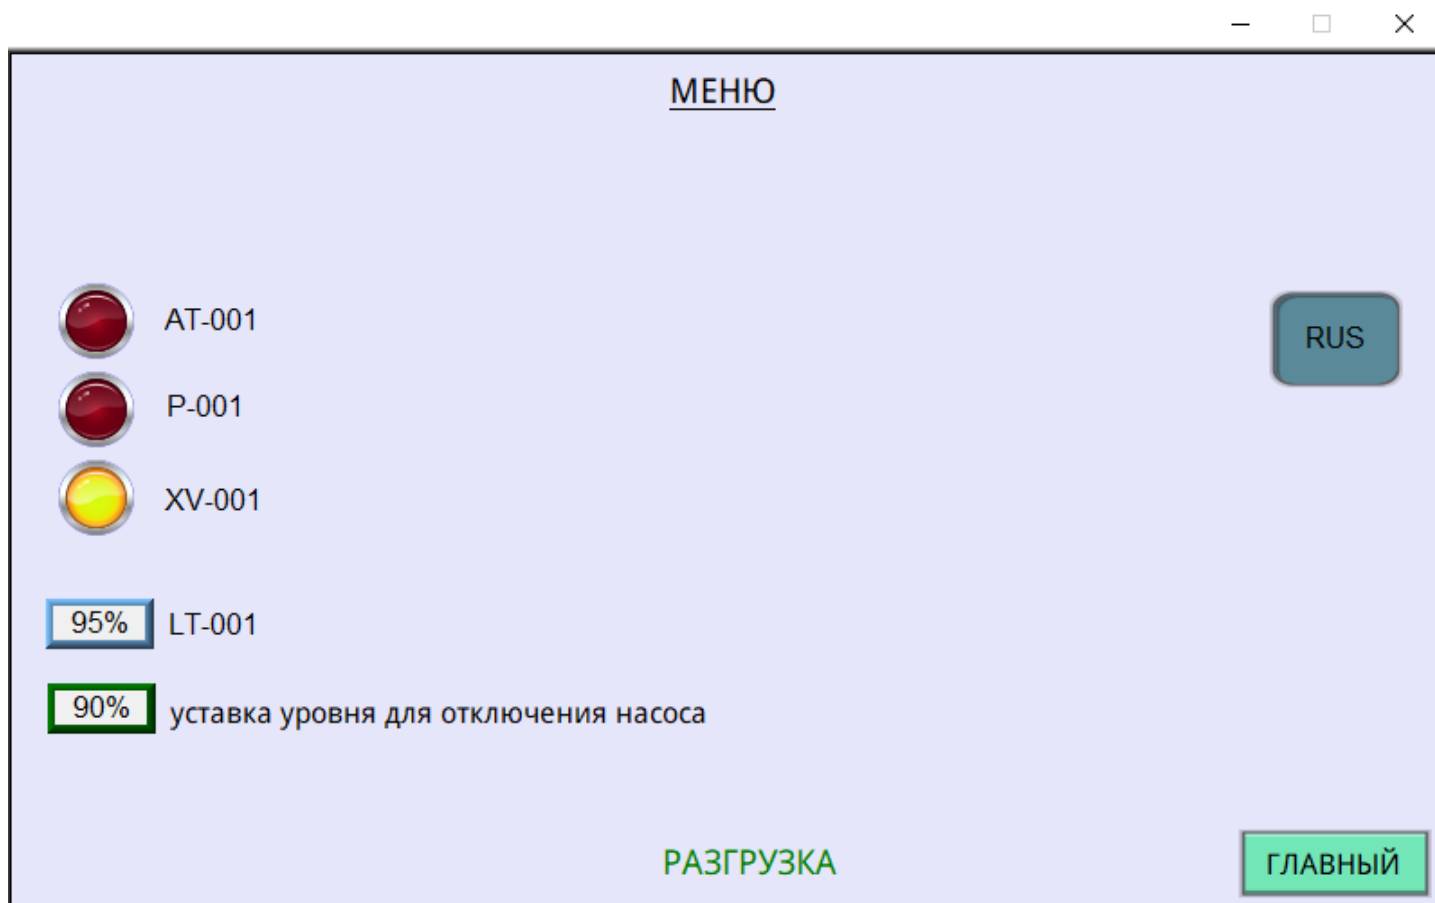 МЕНЮ
AT-001
RUS
P-001
XV-001
95% LT-001
90% уставка уровня для отключения насоса
РАЗГРУЗКА
ГЛАВНЫЙ